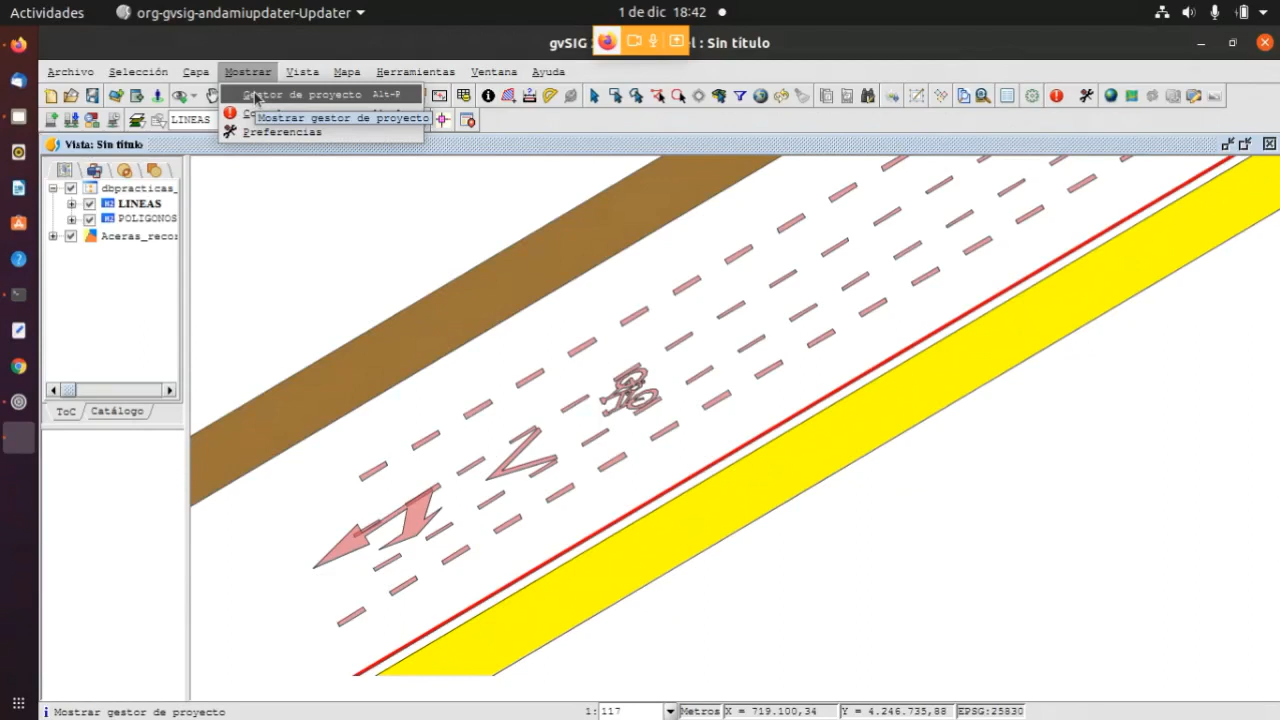 Actividades
org-gvsig-andamiupdater-Updater
1 de dic 18:42
gvSIG
el : Sin título
Archivo Selección Capa Mostrar Vista Mapa Herramientas Ventana Ayuda
Gestor de proyecto Alt-P
LINEAS
Mostrar gestor de proyecto
Preferencias
Vista: Sin título
dbpracticas_
LINEAS
POLIGONOS
Aceras_recor
ToC Catálogo
Mostrar gestor de proyecto
1: 117 Metros X = 719.100,34 Y = 4.246.735,88 EPSG:25830